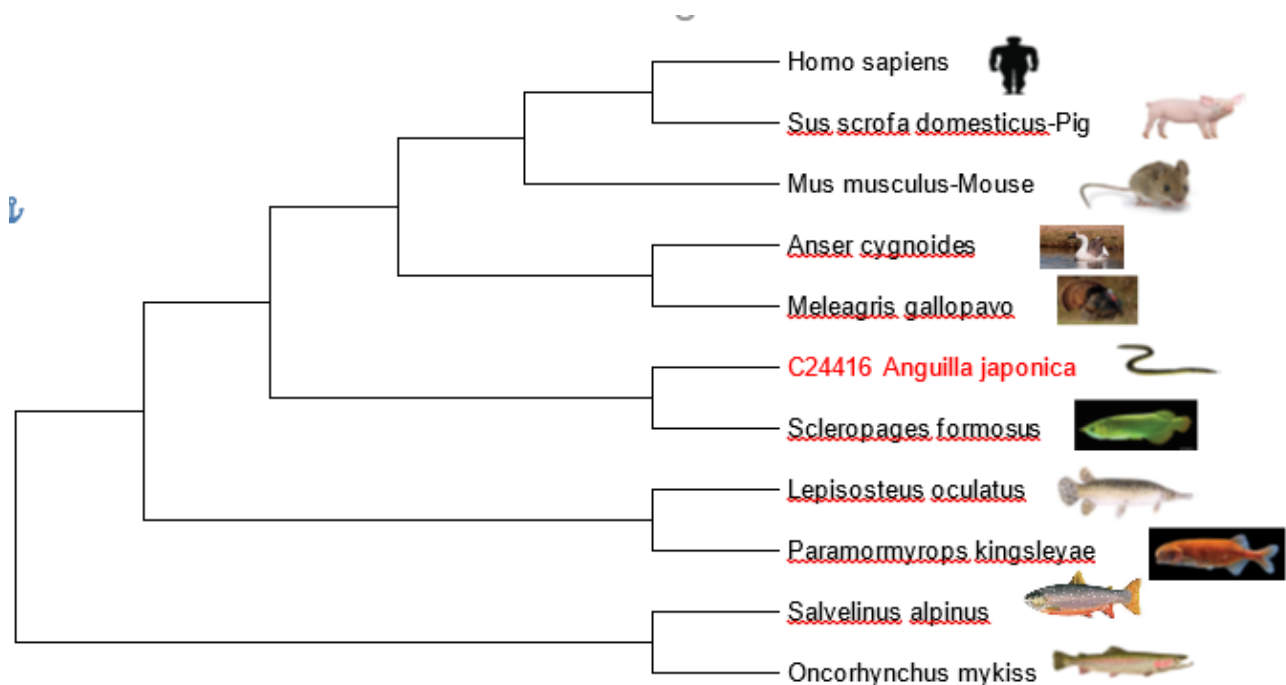 Homo sapiens
Sus scrofa domesticus-Pig
Mus musculus-Mouse
Anser cygnoides
Meleagris gallopavo
C24416 Anguilla japonica
Scleropages formosus
Lepisosteus oculatus
Paramormyrops kingsleyae
Salvelinus alpinus
Oncorhynchus mykiss